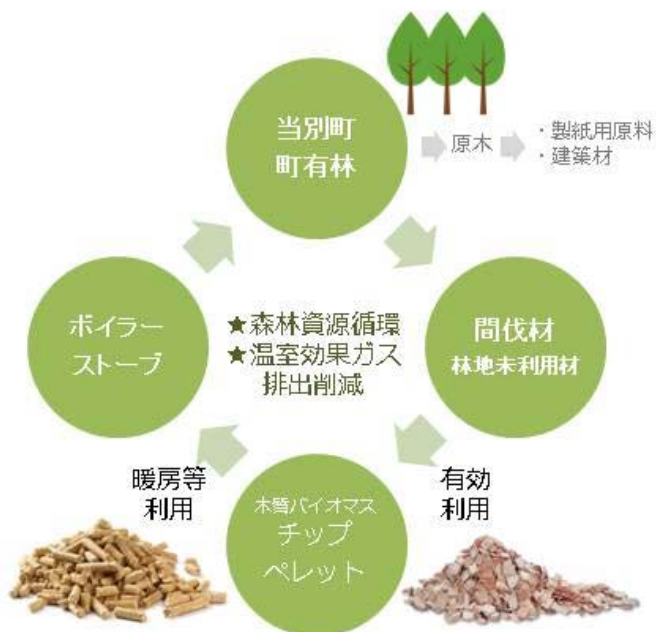 当別町
町有林
原木
・製紙用原料
・建築材
間伐材
林地未利用材
有効
利用
木質バイオマス
チップ
ペレット
暖房等
利用
ボイラー
ストーブ
★森林資源循環
★温室効果ガス
排出削減